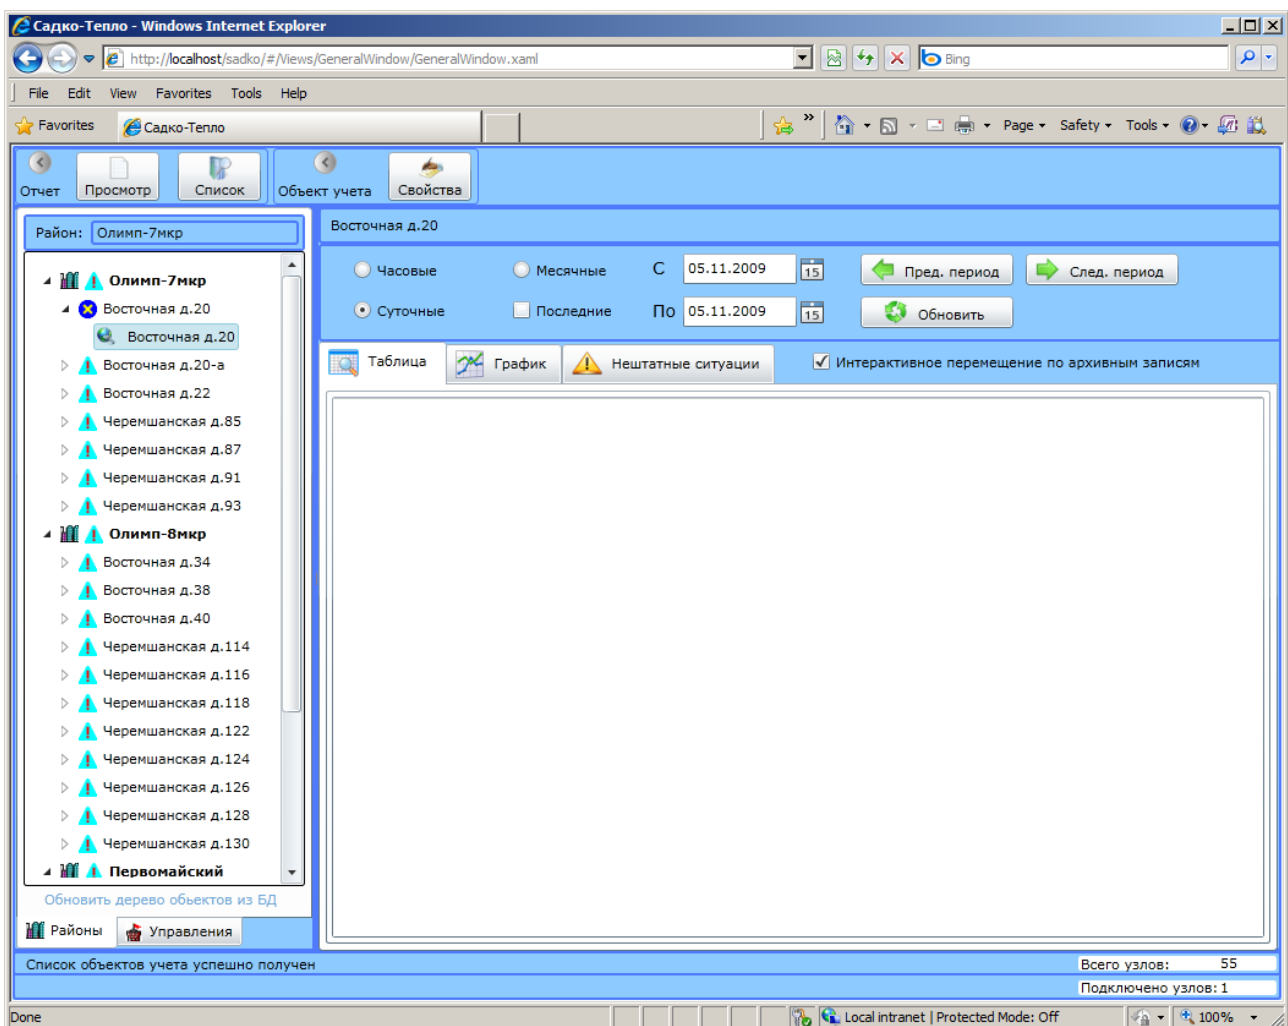 Садко-Тепло - Windows Internet Explorer
http://localhost/sadko/#/Views/GeneralWindow/GeneralWindow.xaml
Bing
File Edit View Favorites Tools Help
Favorites Садко-Тепло » Page Safety Tools
Отчет Просмотр Список Объект учета Свойства
Район: Олимп-7мкр
Восточная д.20
Часовые Месячные С 05.11.2009 15 Пред. период След. период
Суточные Последние По 05.11.2009 15 Обновить
Таблица График Нештатные ситуации Интерактивное перемещение по архивным записям
Олимп-7мкр
Восточная д.20
Восточная д.20
Восточная д.20-а
Восточная д.22
Черемшанская д.85
Черемшанская д.87
Черемшанская д.91
Черемшанская д.93
Олимп-8мкр
Восточная д.34
Восточная д.38
Восточная д.40
Черемшанская д.114
Черемшанская д.116
Черемшанская д.118
Черемшанская д.122
Черемшанская д.124
Черемшанская д.126
Черемшанская д.128
Черемшанская д.130
Первомайский
Обновить дерево обьектов из БД
Районы Управления
Список объектов учета успешно получен
Всего узлов: 55
Подключено узлов: 1
Done Local intranet | Protected Mode: Off 100%